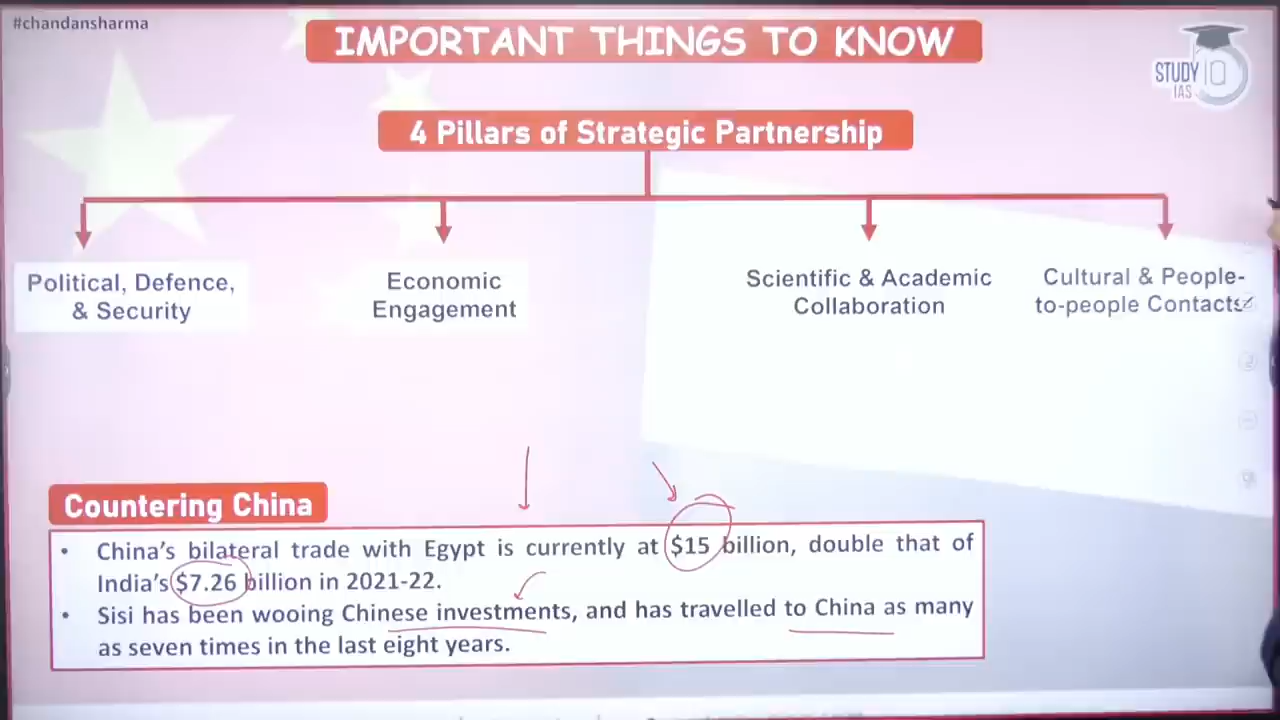 #chandansharma
IMPORTANT THINGS TO KNOW
STUDY IQ
IAS
4 Pillars of Strategic Partnership
Political, Defence,
& Security
Economic
Engagement
Scientific & Academic
Collaboration
Cultural & People-
to-people Contacts
Countering China
• China's bilateral trade with Egypt is currently at $15 billion, double that of
India's $7.26 billion in 2021-22.
• Sisi has been wooing Chinese investments, and has travelled to China as many
as seven times in the last eight years.